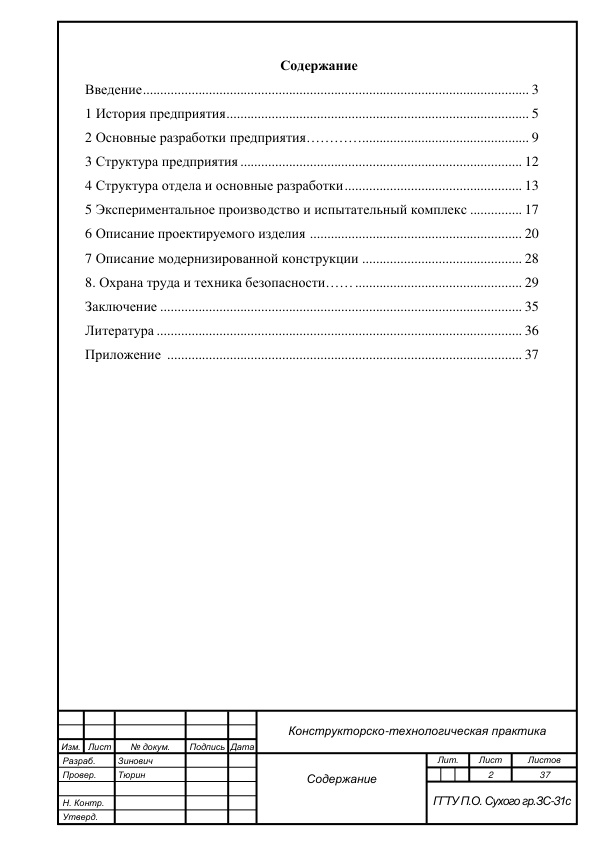 Содержание
Введение................................................................................................................ 3
1 История предприятия........................................................................................ 5
2 Основные разработки предприятия…………................................................ 9
3 Структура предприятия .................................................................................. 12
4 Структура отдела и основные разработки.................................................... 13
5 Экспериментальное производство и испытательный комплекс ............... 17
6 Описание проектируемого изделия .............................................................. 20
7 Описание модернизированной конструкции ............................................... 28
8. Охрана труда и техника безопасности…… ................................................. 29
Заключение ......................................................................................................... 35
Литература .......................................................................................................... 36
Приложение ....................................................................................................... 37
Конструкторско-технологическая практика
Изм. Лист № докум. Подпись Дата
Разраб. Зинович
Провер. Тюрин
Н. Контр.
Утверд.
Содержание
Лит. Лист Листов
2 37
ГГТУ П.О. Сухого гр.ЗС-31с